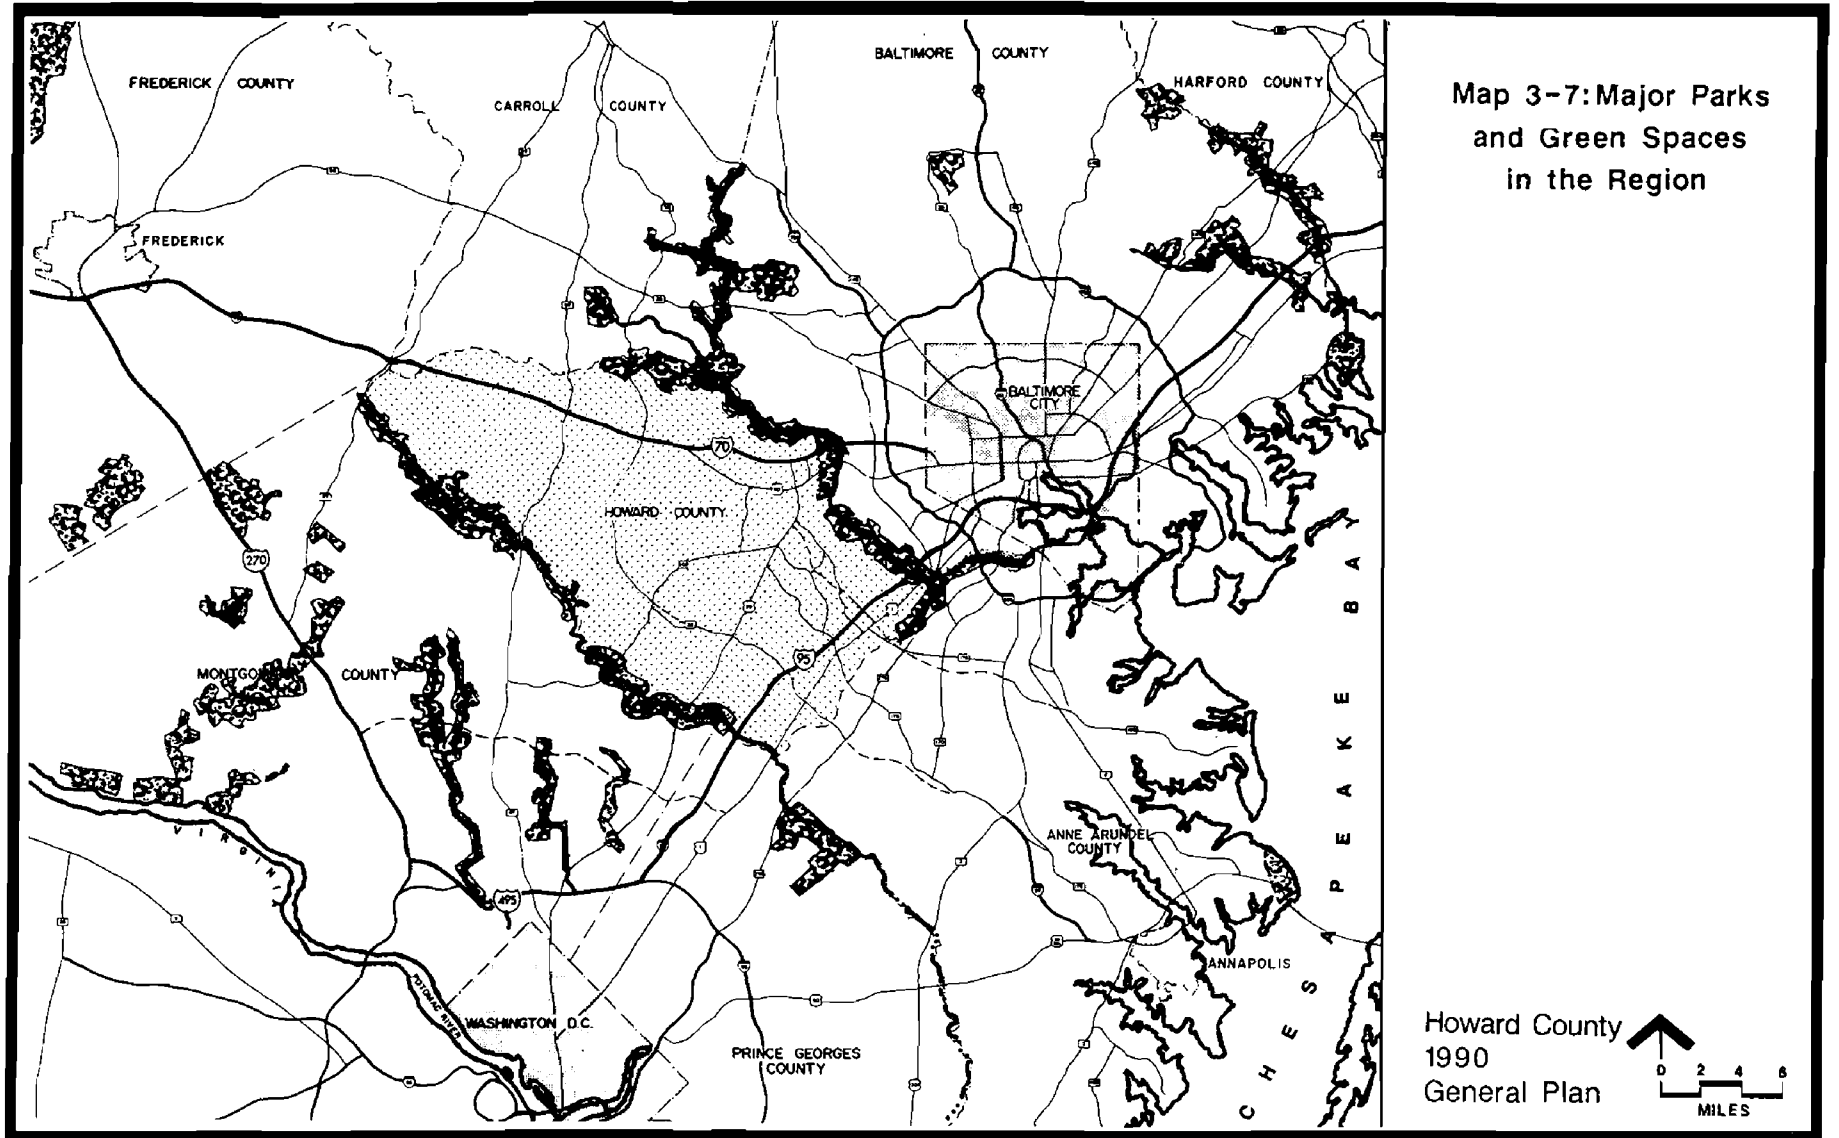 Map 3-7: Major Parks
and Green Spaces
in the Region
FREDERICK COUNTY
CARROLL COUNTY
BALTIMORE COUNTY
HARFORD COUNTY
FREDERICK
BALTIMORE
CITY
70
HOWARD COUNTY
270
95
MONTGO COUNTY
VIRGINIA
495
ANNE ARUNDEL
COUNTY
ANNAPOLIS
POTOMAC RIVER
WASHINGTON D.C.
PRINCE GEORGES
COUNTY
CHESAPEAKE BAY
Howard County
1990
General Plan
0 2 4 6
MILES